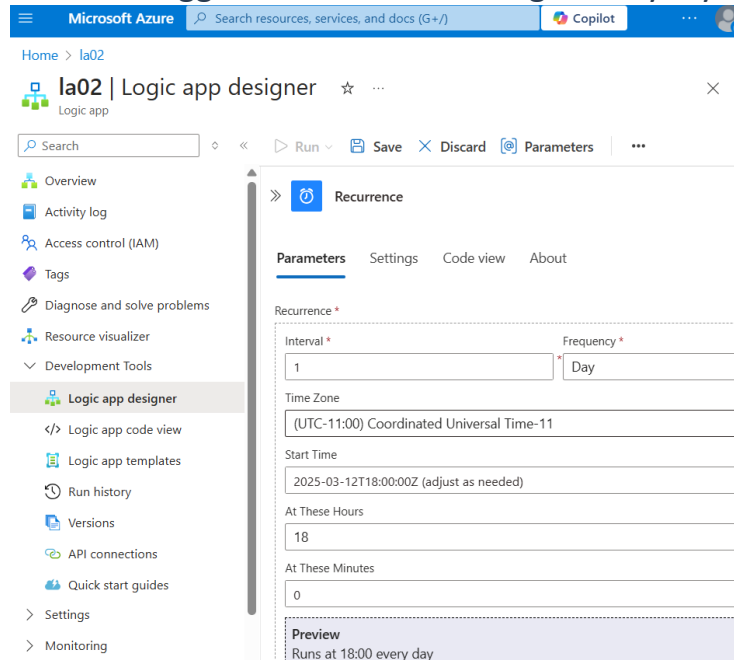 Microsoft Azure
Search resources, services, and docs (G+/)
Copilot
Home > la02
la02 | Logic app designer
Logic app
Search
Run
Save
Discard
Parameters
Overview
Activity log
Access control (IAM)
Tags
Diagnose and solve problems
Resource visualizer
Development Tools
Logic app designer
Logic app code view
Logic app templates
Run history
Versions
API connections
Quick start guides
Settings
Monitoring
Recurrence
Parameters Settings Code view About
Recurrence *
Interval * Frequency *
1 * Day
Time Zone
(UTC-11:00) Coordinated Universal Time-11
Start Time
2025-03-12T18:00:00Z (adjust as needed)
At These Hours
18
At These Minutes
0
Preview
Runs at 18:00 every day